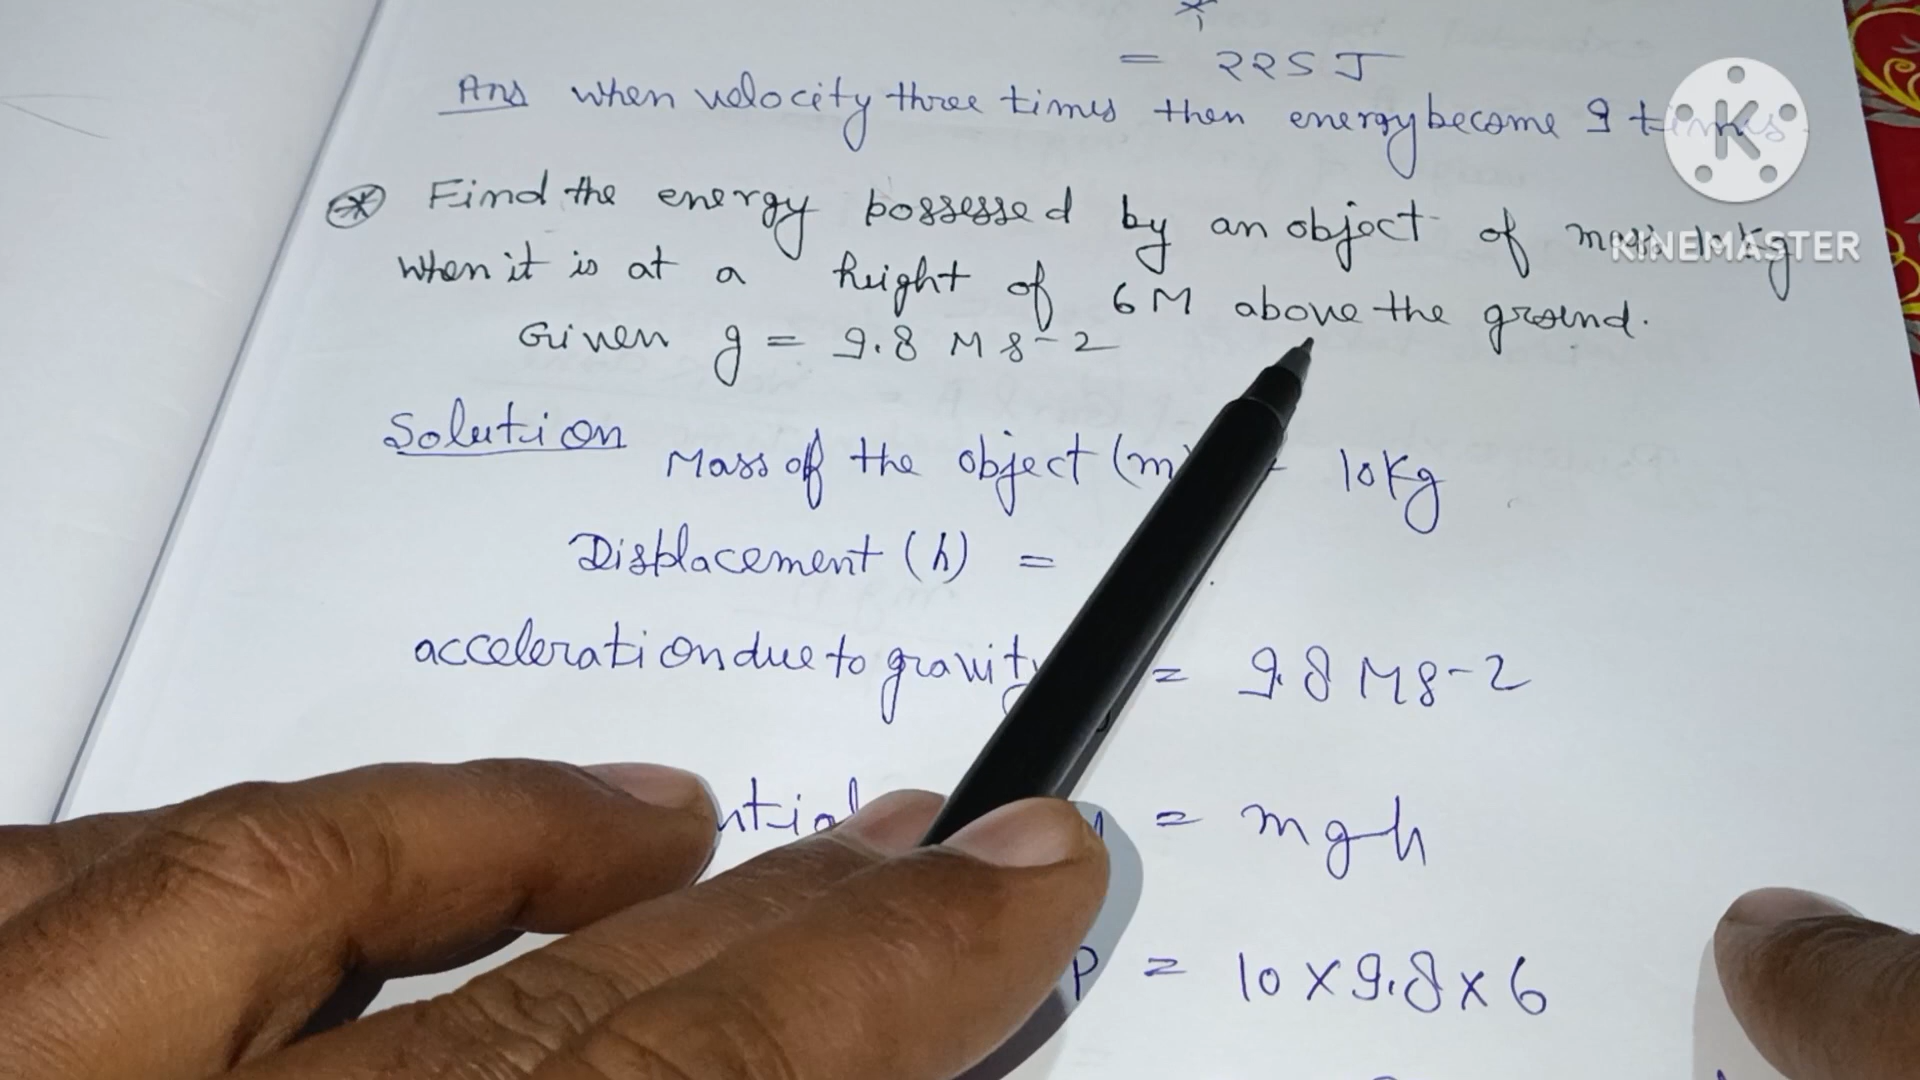 = 225 J
Ans when velocity three times then energy become 9 times
Find the energy possessed by an object of mass 10kg
KINEMASTER
when it is at a height of 6M above the ground.
Given g = 9.8 MS-2
Solution
Mass of the object (m) = 10Kg
Displacement (h) =
acceleration due to gravity = 9.8 MS-2
= mgh
P = 10 x 9.8 x 6